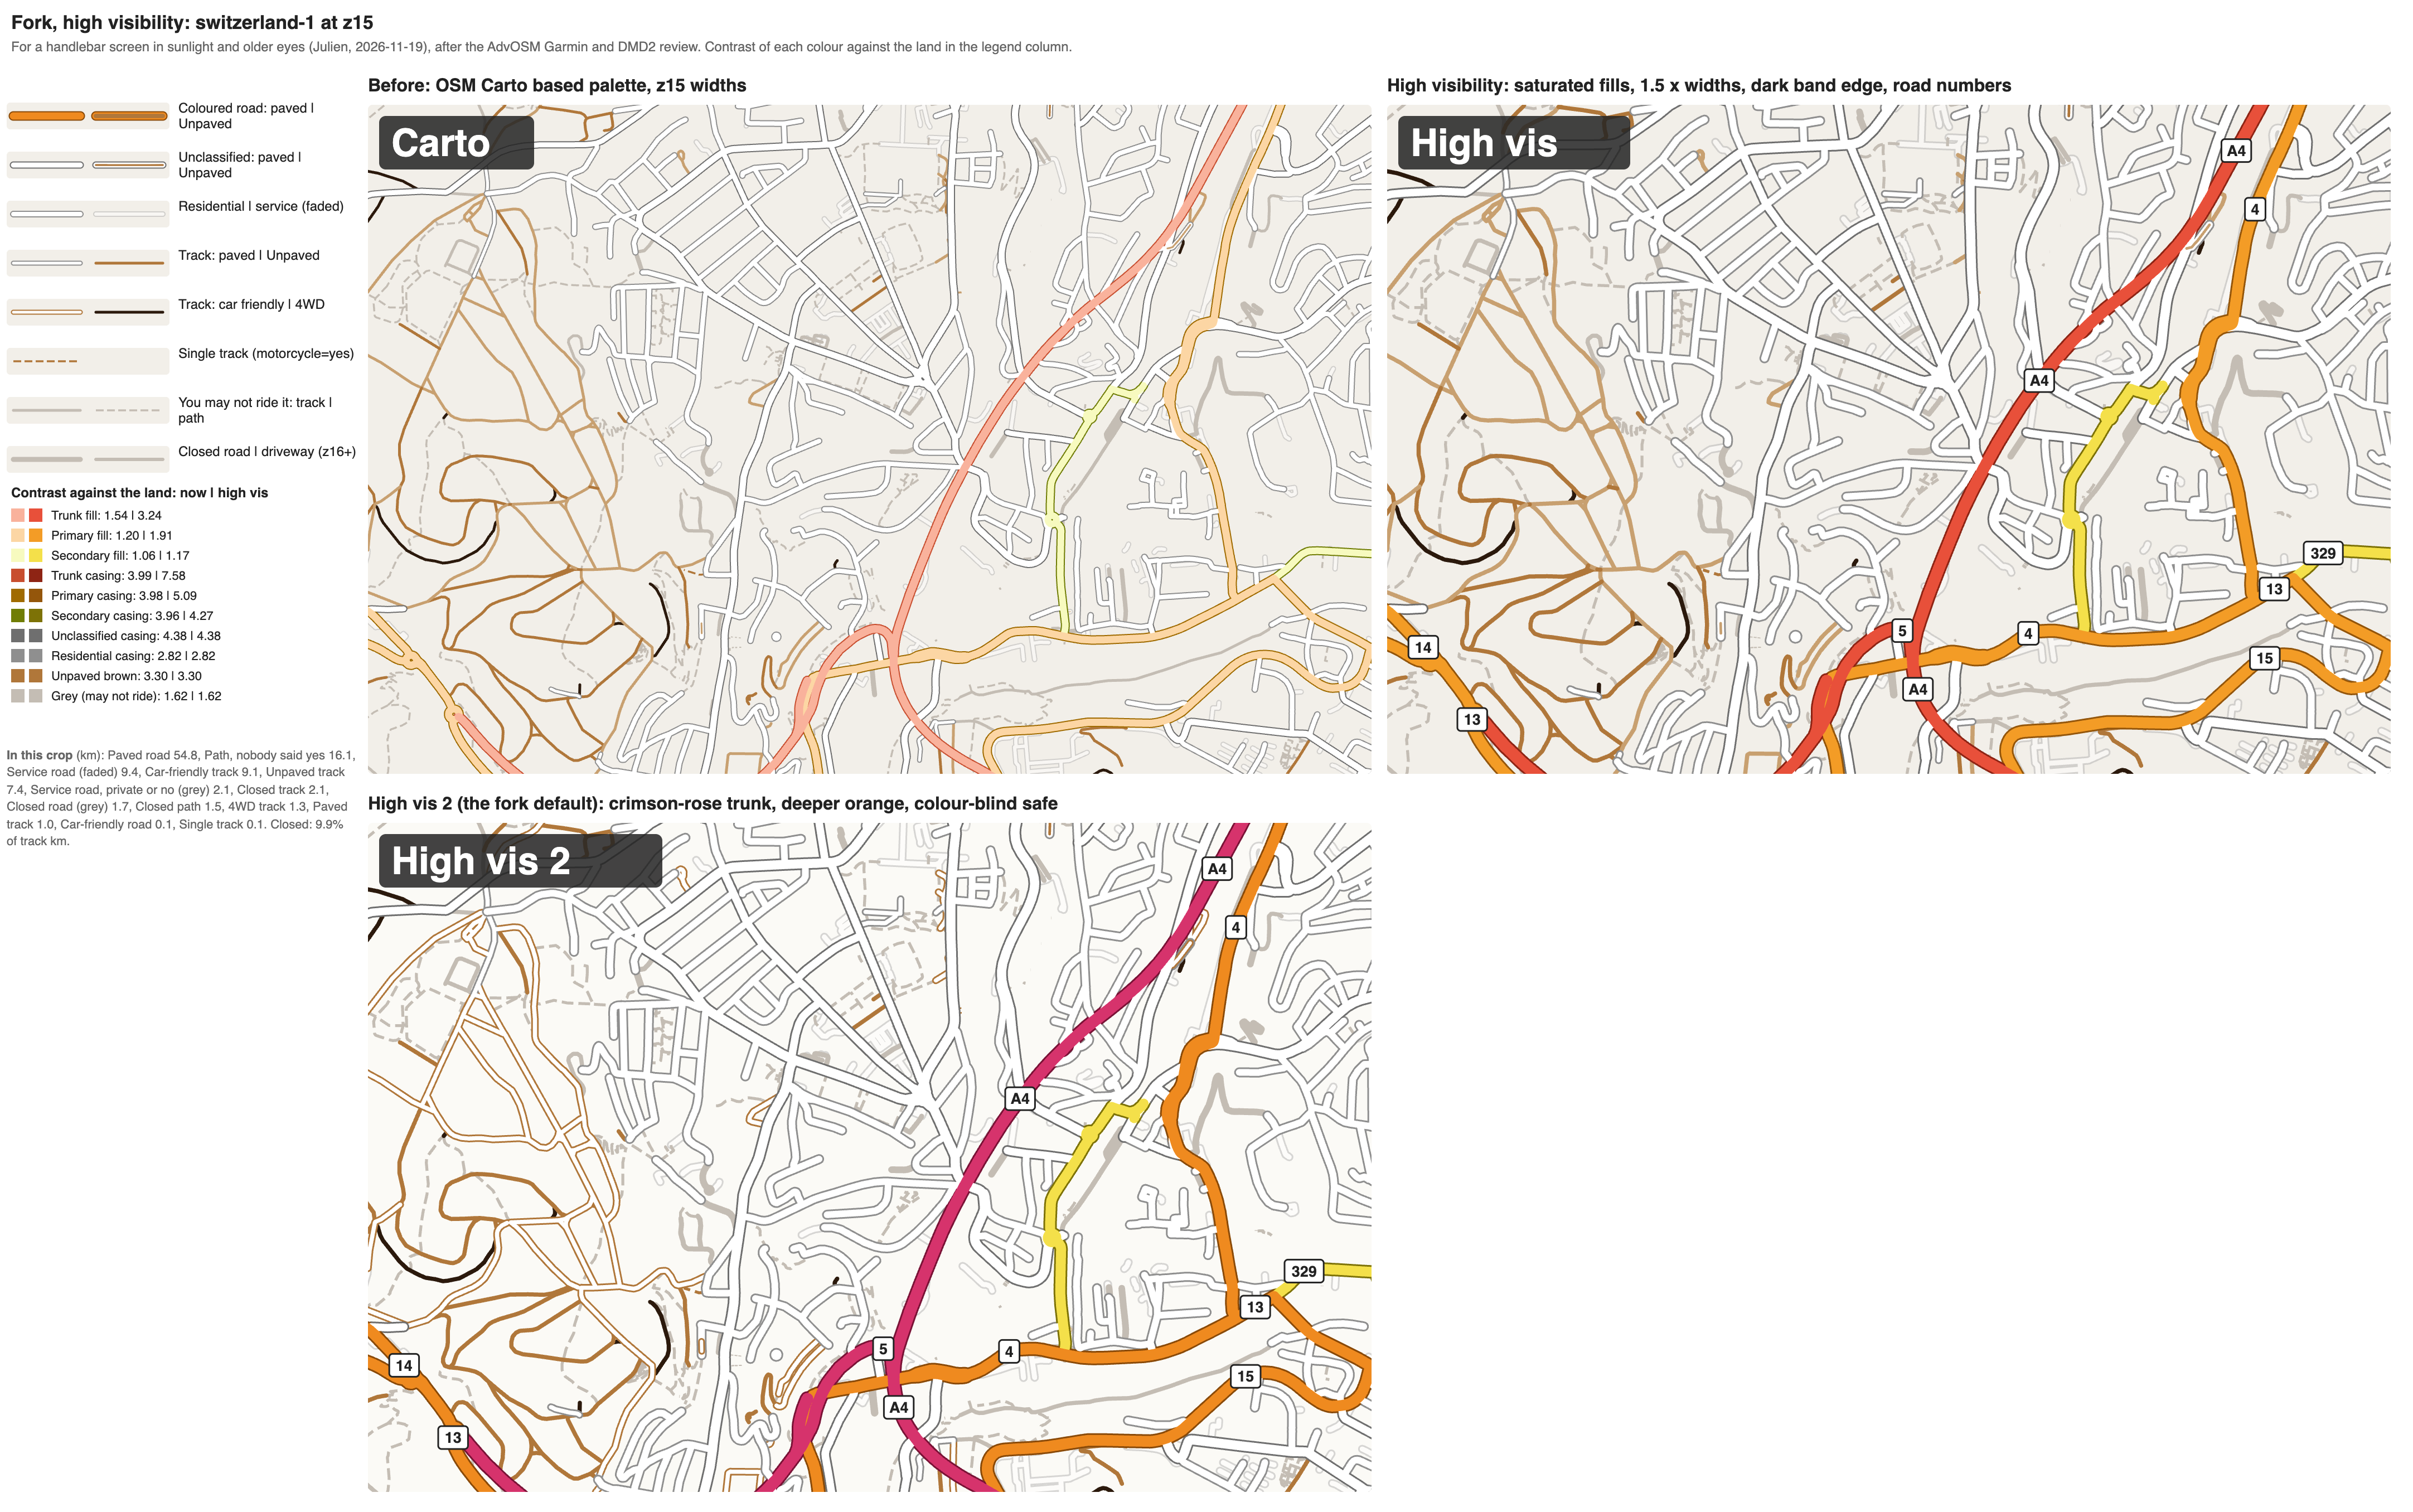 Fork, high visibility: switzerland-1 at z15
For a handlebar screen in sunlight and older eyes (Julien, 2026-11-19), after the AdvOSM Garmin and DMD2 review. Contrast of each colour against the land in the legend column.
Coloured road: paved |
Unpaved
Unclassified: paved |
Unpaved
Residential | service (faded)
Track: paved | Unpaved
Track: car friendly | 4WD
Single track (motorcycle=yes)
You may not ride it: track |
path
Closed road | driveway (z16+)
Contrast against the land: now | high vis
Trunk fill: 1.54 | 3.24
Primary fill: 1.20 | 1.91
Secondary fill: 1.06 | 1.17
Trunk casing: 3.99 | 7.58
Primary casing: 3.98 | 5.09
Secondary casing: 3.96 | 4.27
Unclassified casing: 4.38 | 4.38
Residential casing: 2.82 | 2.82
Unpaved brown: 3.30 | 3.30
Grey (may not ride): 1.62 | 1.62
In this crop (km): Paved road 54.8, Path, nobody said yes 16.1,
Service road (faded) 9.4, Car-friendly track 9.1, Unpaved track
7.4, Service road, private or no (grey) 2.1, Closed track 2.1,
Closed road (grey) 1.7, Closed path 1.5, 4WD track 1.3, Paved
track 1.0, Car-friendly road 0.1, Single track 0.1. Closed: 9.9%
of track km.
Before: OSM Carto based palette, z15 widths
Carto
High visibility: saturated fills, 1.5 x widths, dark band edge, road numbers
High vis
A4
4
A4
329
13
5
4
14
15
A4
13
High vis 2 (the fork default): crimson-rose trunk, deeper orange, colour-blind safe
High vis 2
A4
4
A4
329
13
5
4
14
15
A4
13